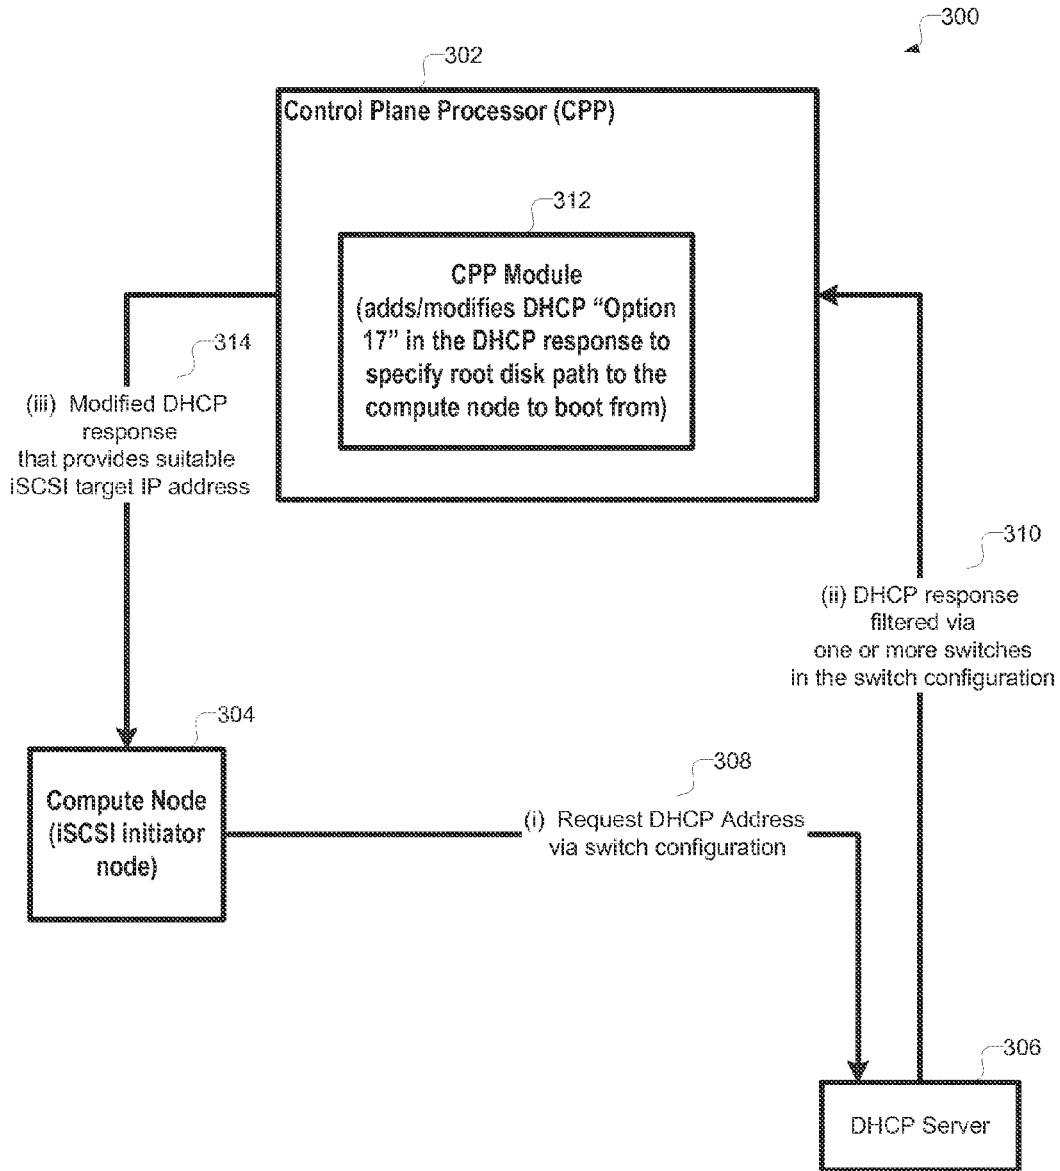 300
302
Control Plane Processor (CPP)
312
CPP Module
(adds/modifies DHCP “Option
17” in the DHCP response to
specify root disk path to the
compute node to boot from)
314
(iii) Modified DHCP
response
that provides suitable
iSCSI target IP address
310
(ii) DHCP response
filtered via
one or more switches
in the switch configuration
304
Compute Node
(iSCSI initiator
node)
308
(i) Request DHCP Address
via switch configuration
306
DHCP Server